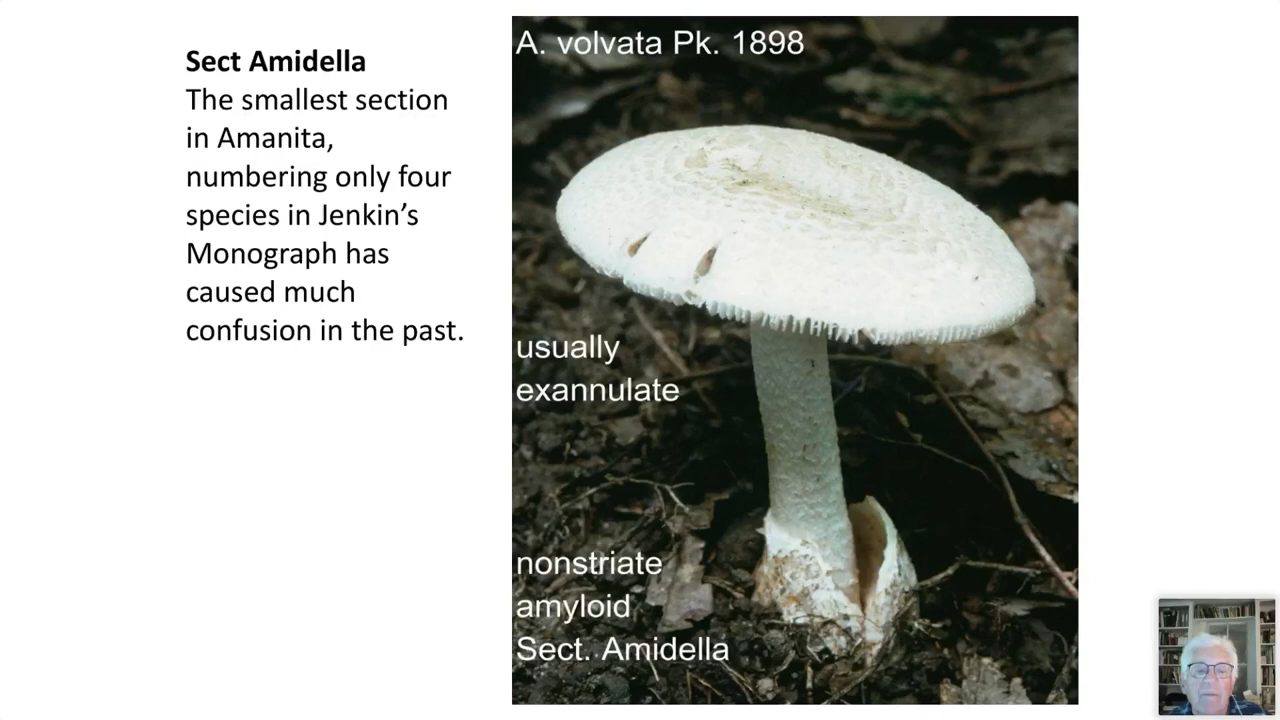 Sect Amidella
The smallest section
in Amanita,
numbering only four
species in Jenkin’s
Monograph has
caused much
confusion in the past.
A. volvata Pk. 1898
usually
exannulate
nonstriate
amyloid
Sect. Amidella